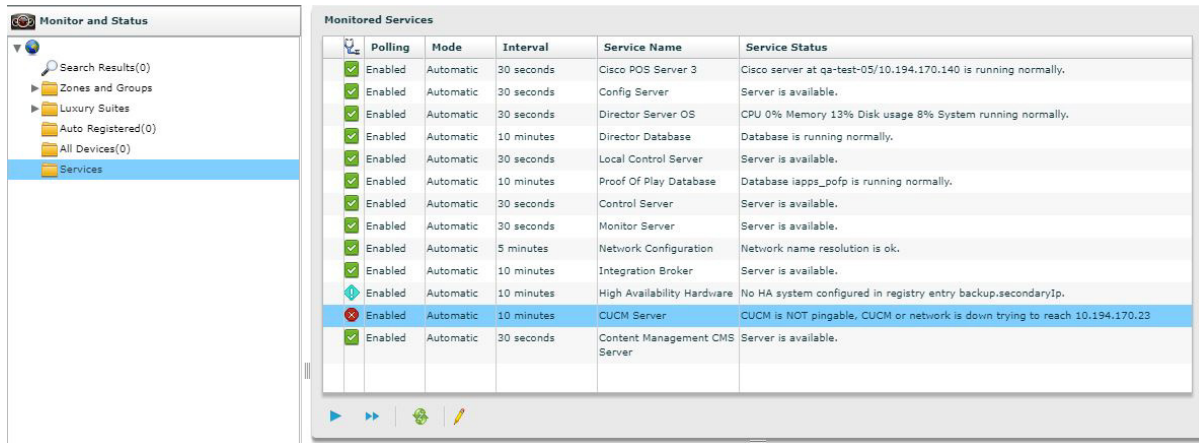 Monitor and Status
Search Results(0)
Zones and Groups
Luxury Suites
Auto Registered(0)
All Devices(0)
Services
Monitored Services
Polling Mode Interval Service Name Service Status
Enabled Automatic 30 seconds Cisco POS Server 3 Cisco server at qa-test-05/10.194.170.140 is running normally.
Enabled Automatic 30 seconds Config Server Server is available.
Enabled Automatic 30 seconds Director Server OS CPU 0% Memory 13% Disk usage 8% System running normally.
Enabled Automatic 10 minutes Director Database Database is running normally.
Enabled Automatic 30 seconds Local Control Server Server is available.
Enabled Automatic 10 minutes Proof Of Play Database Database iapps_pofp is running normally.
Enabled Automatic 30 seconds Control Server Server is available.
Enabled Automatic 30 seconds Monitor Server Server is available.
Enabled Automatic 5 minutes Network Configuration Network name resolution is ok.
Enabled Automatic 10 minutes Integration Broker Server is available.
Enabled Automatic 10 minutes High Availability Hardware No HA system configured in registry entry backup.secondaryIp.
Enabled Automatic 10 minutes CUCM Server CUCM is NOT pingable, CUCM or network is down trying to reach 10.194.170.23
Enabled Automatic 30 seconds Content Management CMS Server is available.
Server